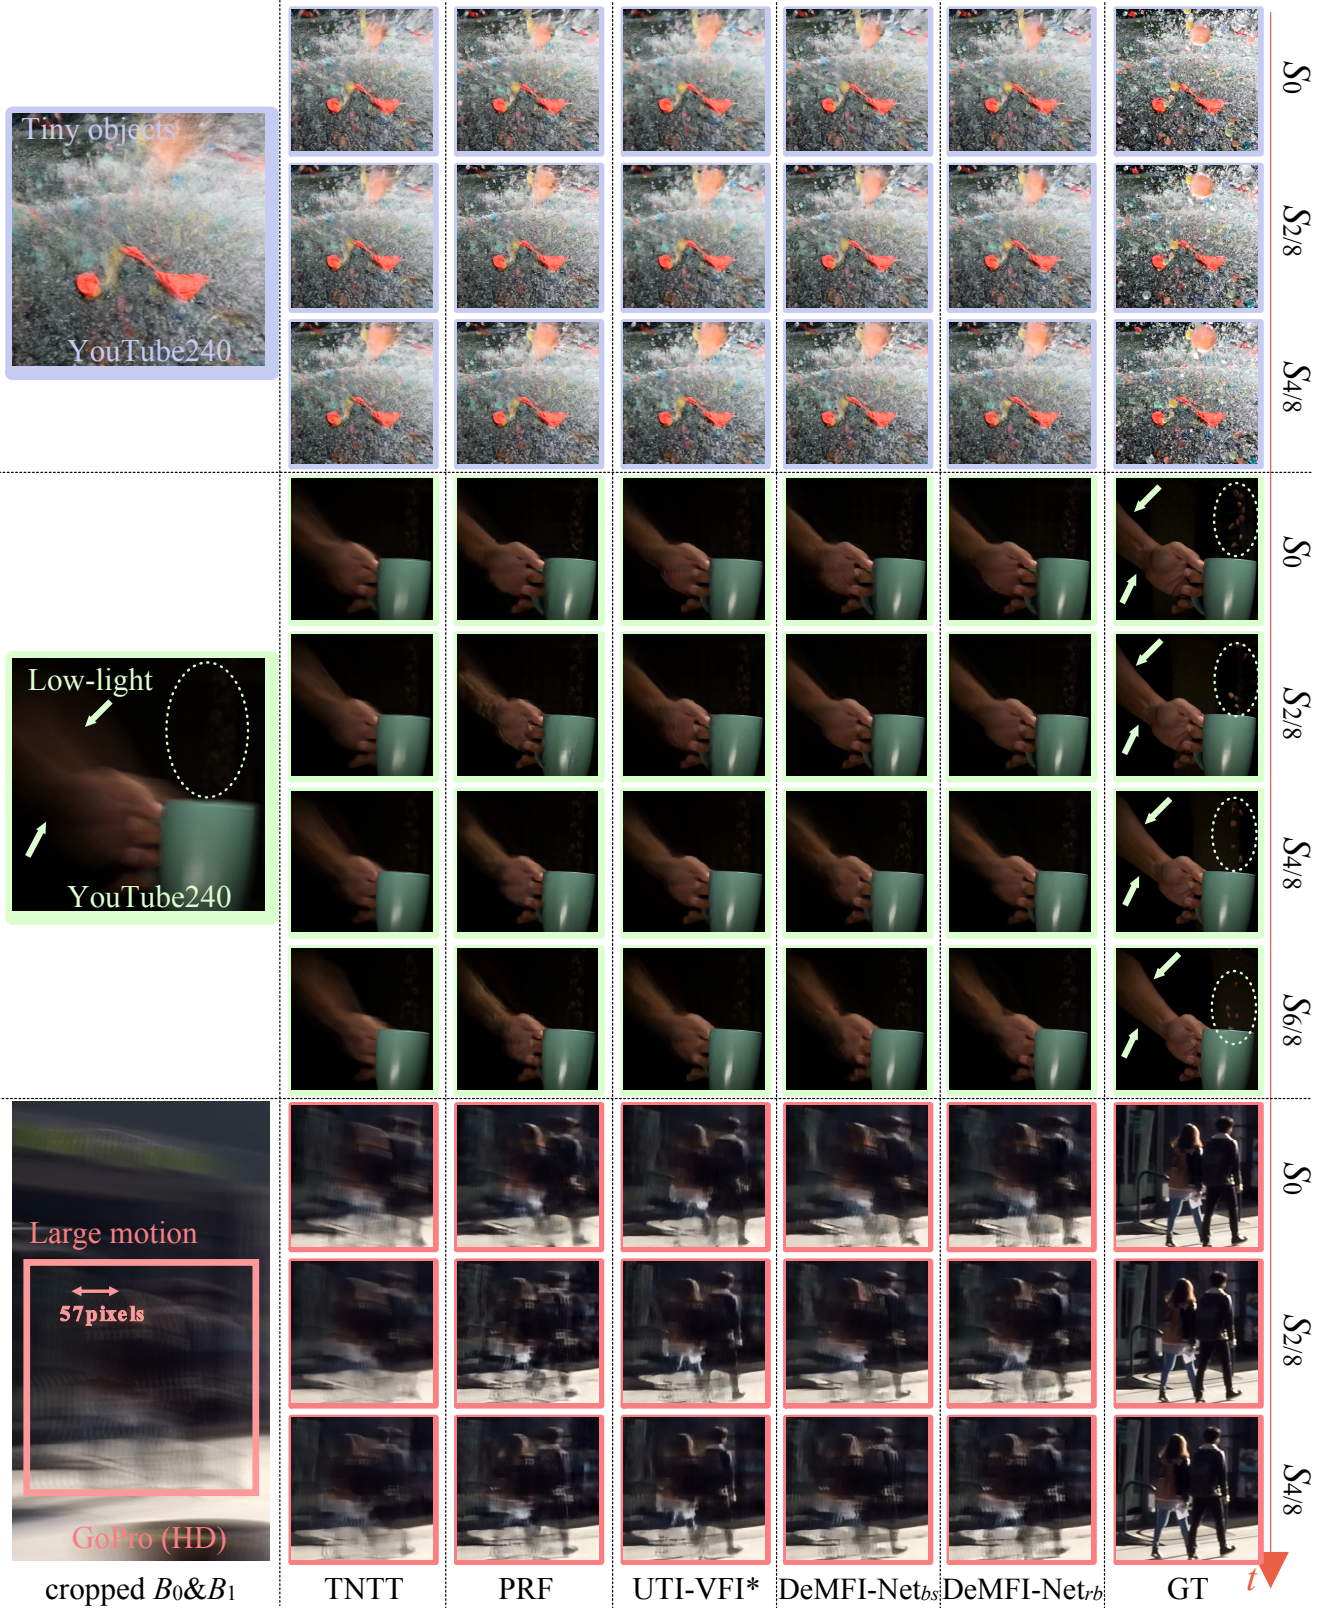 S0
Tiny objects
S2/8
YouTube240
S4/8
S0
Low-light
S2/8
S4/8
YouTube240
S6/8
S0
Large motion
57pixels
S2/8
S4/8
GoPro (HD)
cropped B0&B1 TNTT PRF UTI-VFI* DeMFI-Netbs DeMFI-Netrb GT t